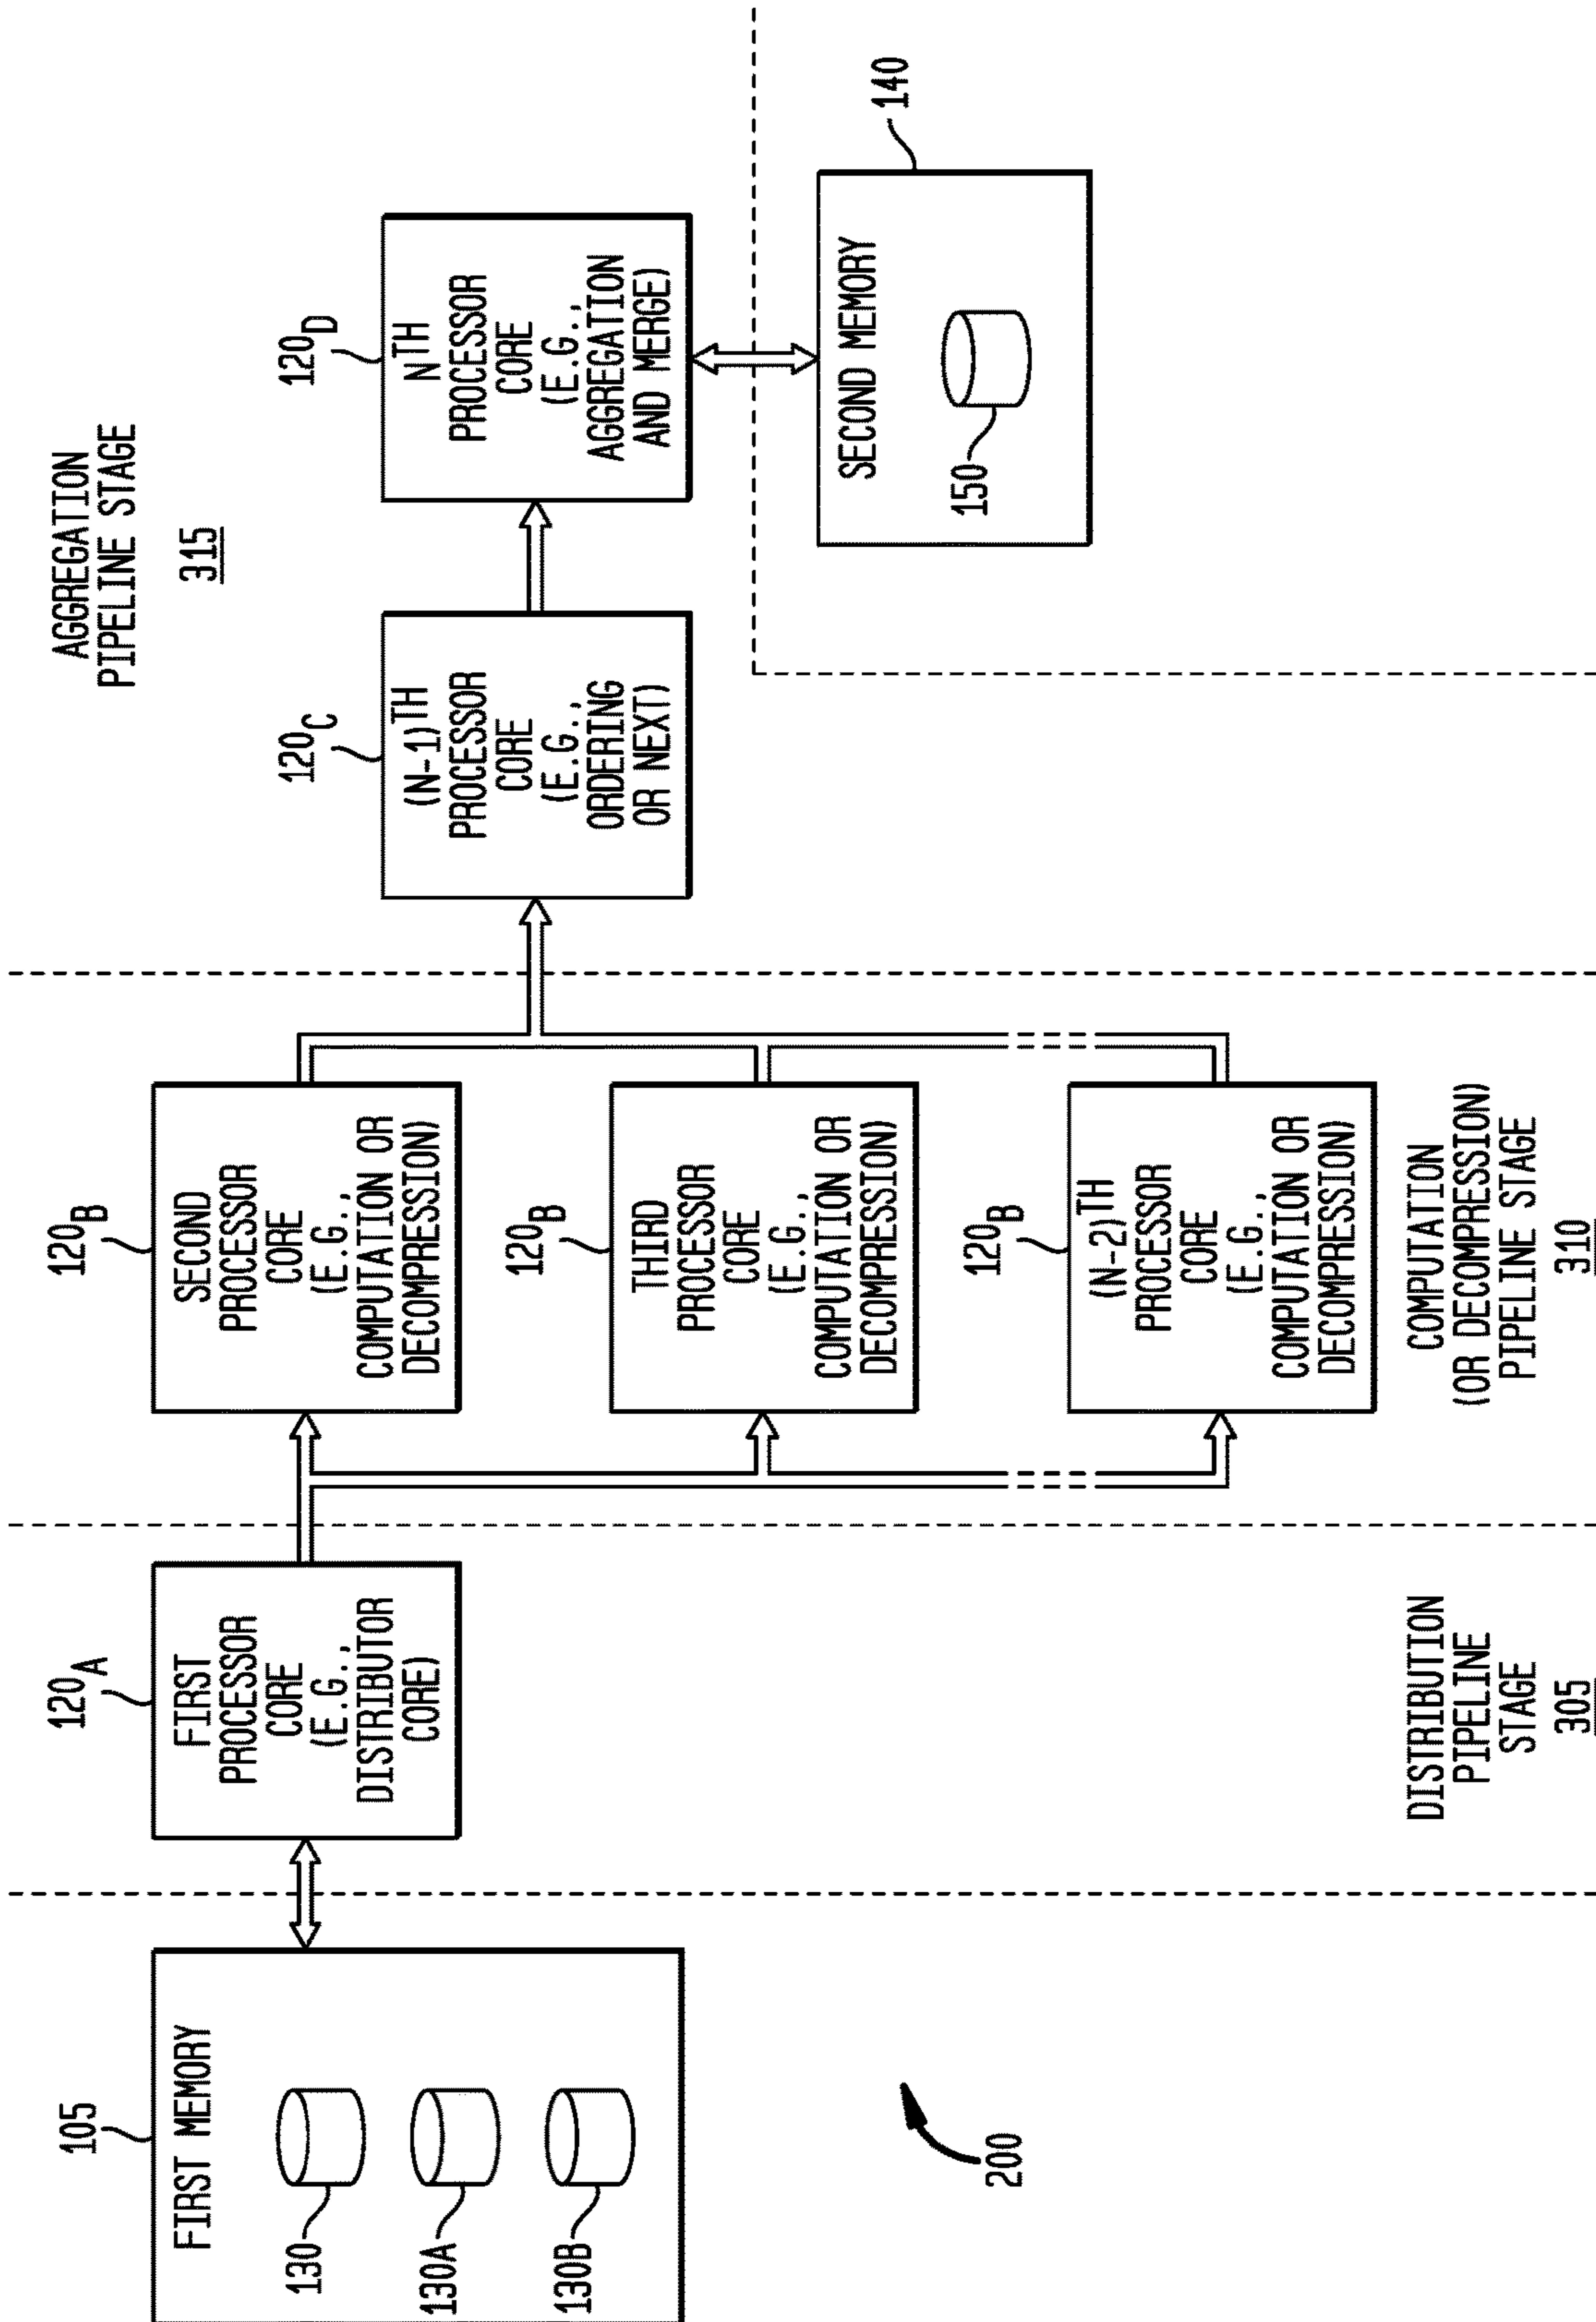 105
FIRST MEMORY
130
130A
130B
200
120A
FIRST
PROCESSOR
CORE
(E.G.,
DISTRIBUTOR
CORE)
DISTRIBUTION
PIPELINE
STAGE
305
120B
SECOND
PROCESSOR
CORE
(E.G.,
COMPUTATION OR
DECOMPRESSION)
120B
THIRD
PROCESSOR
CORE
(E.G.,
COMPUTATION OR
DECOMPRESSION)
120B
(N-2)TH
PROCESSOR
CORE
(E.G.,
COMPUTATION OR
DECOMPRESSION)
COMPUTATION
(OR DECOMPRESSION)
PIPELINE STAGE
310
AGGREGATION
PIPELINE STAGE
315
120C
(N-1)TH
PROCESSOR
CORE
(E.G.,
ORDERING
OR NEXT)
120D
NTH
PROCESSOR
CORE
(E.G.,
AGGREGATION
AND MERGE)
140
SECOND MEMORY
150